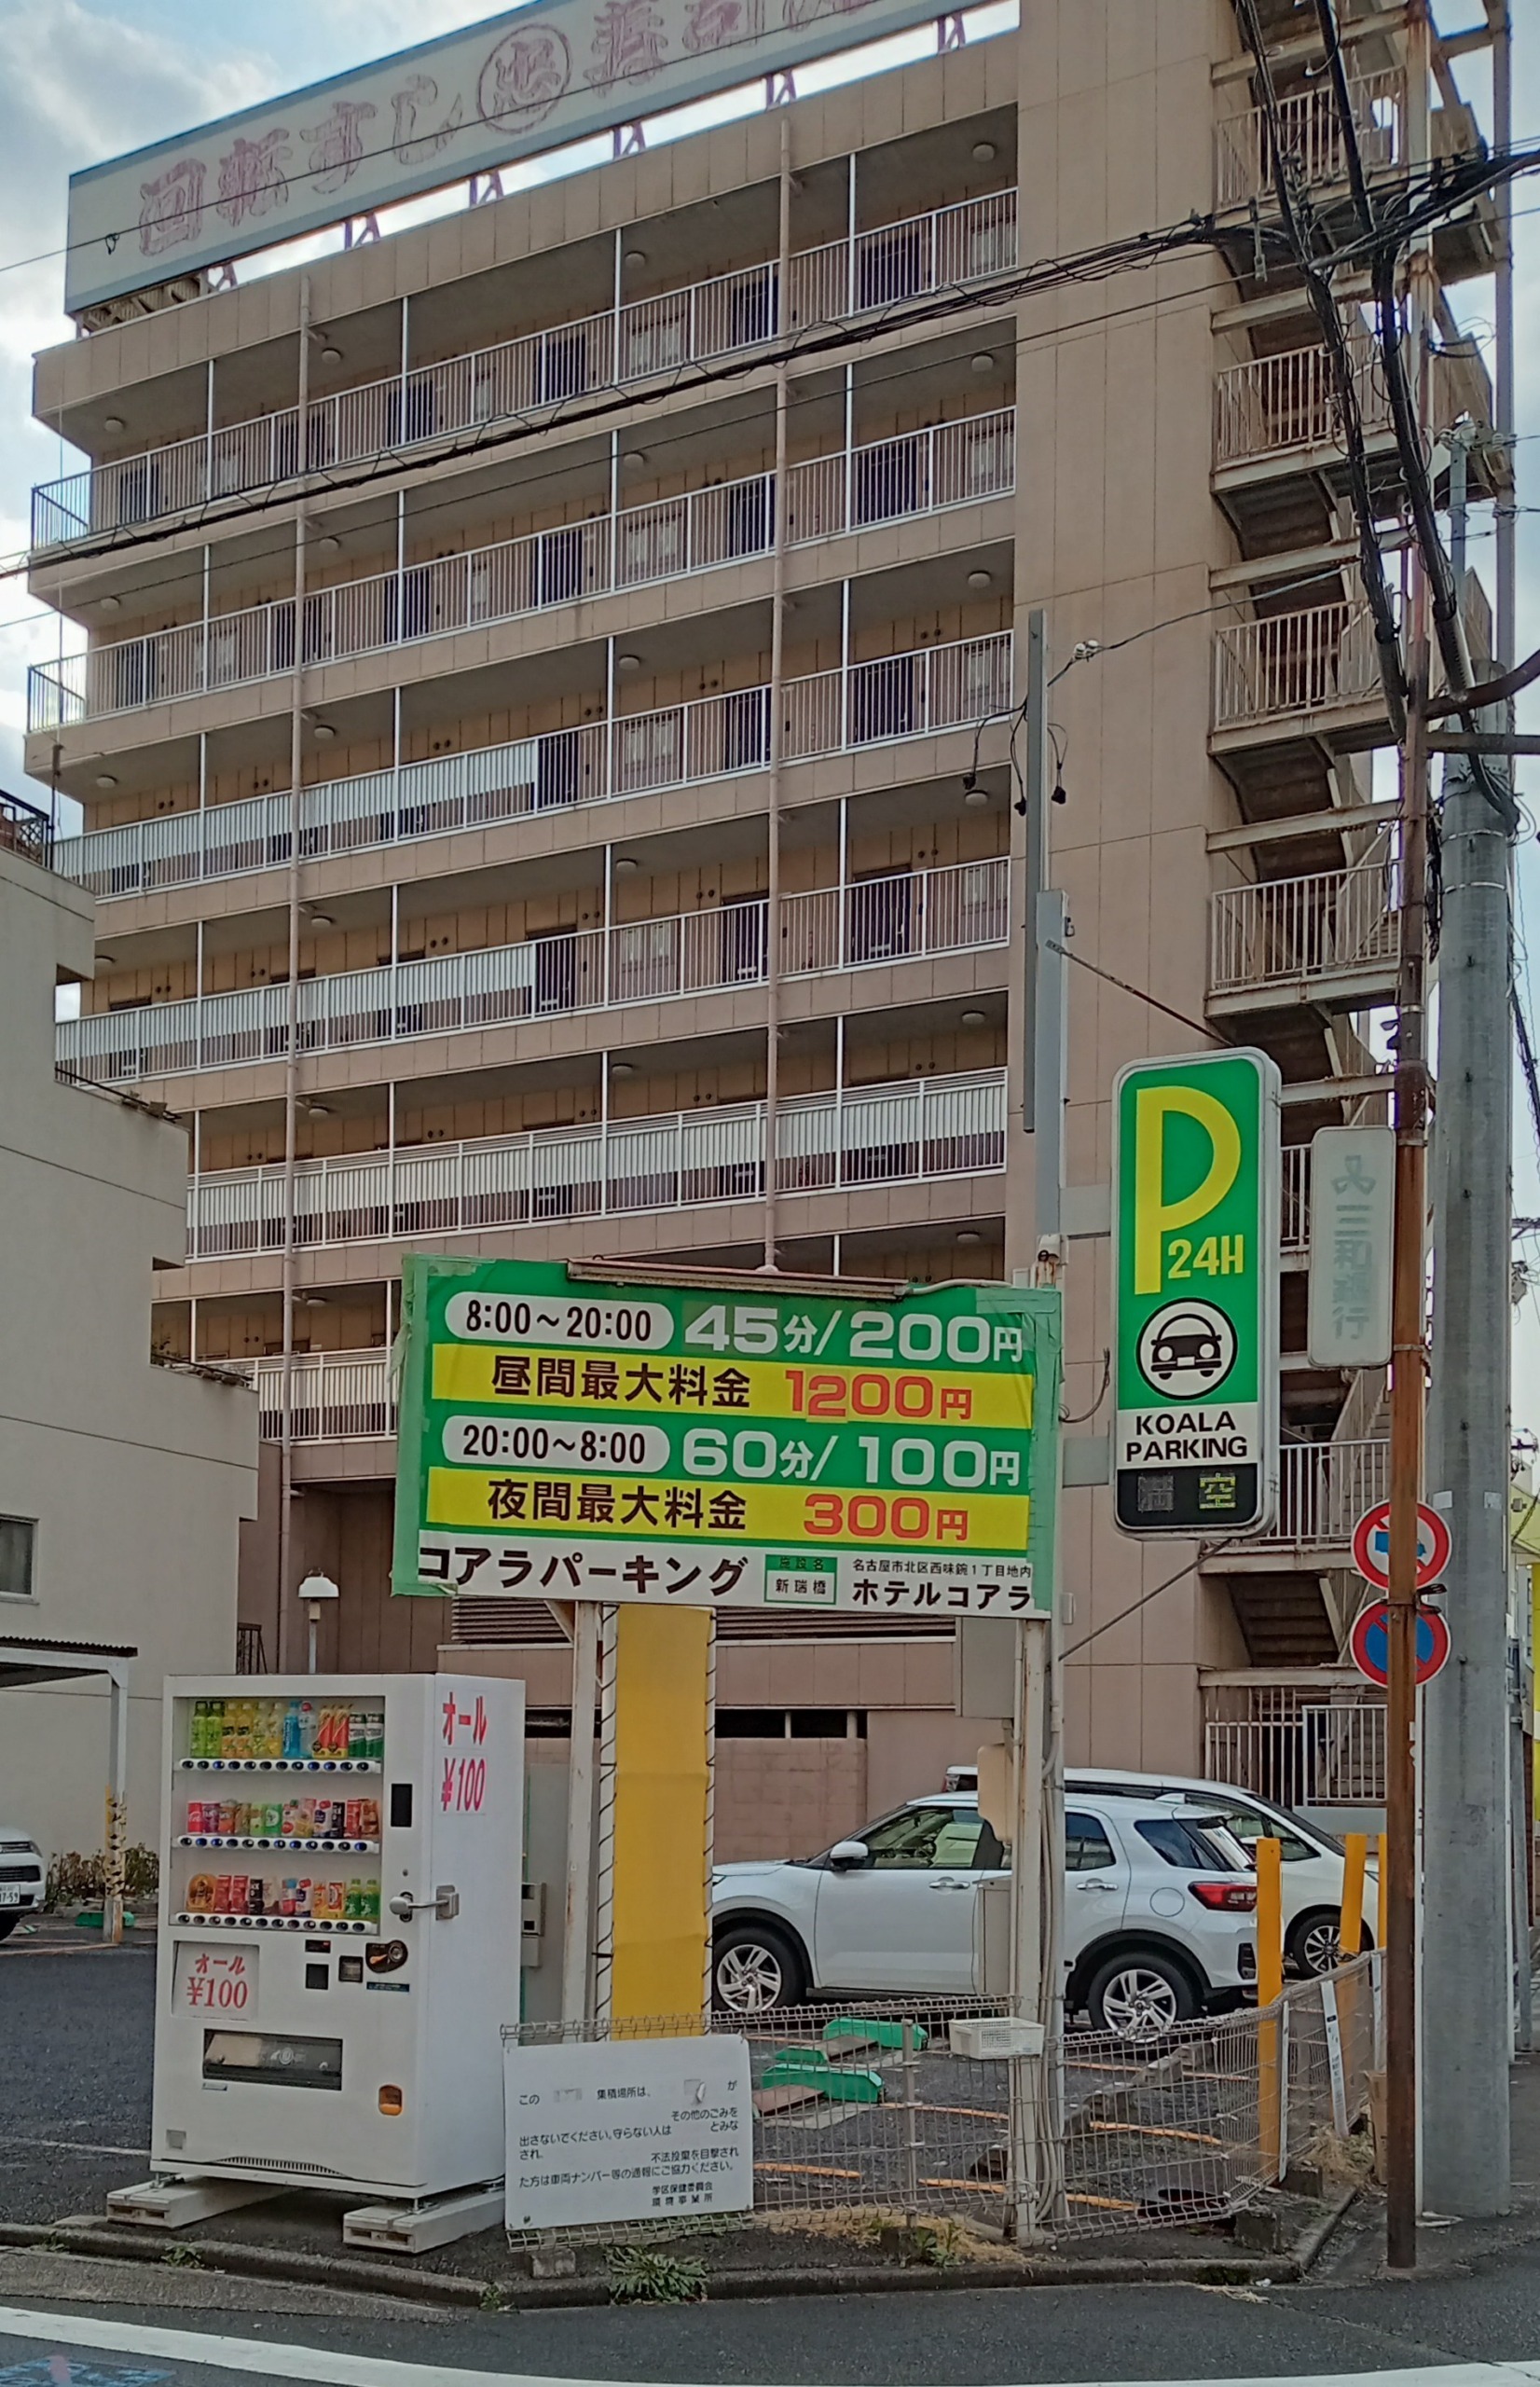 回転すし
8:00〜20:00 45分/200円
昼間最大料金 1200円
20:00〜8:00 60分/100円
夜間最大料金 300円
コアラパーキング
施設名
新瑞橋
名古屋市北区西味鋺1丁目地内
ホテルコアラ
P
24H
KOALA
PARKING
三和銀行
オール
¥100
オール
¥100
この 集積場所は、 が
その他のごみを
出さないでください。守らない人は とみな
され、 不法投棄を目撃され
た方は車両ナンバー等の通報にご協力ください。
学区保健委員会
環境事業所